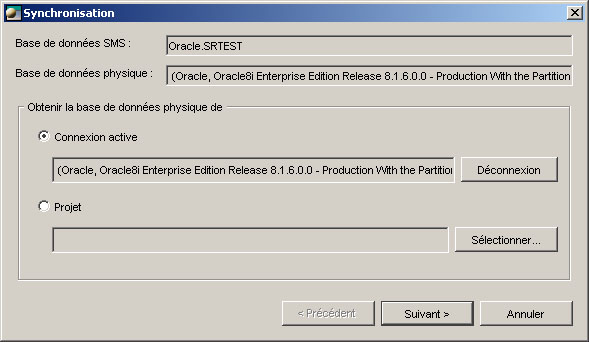 Synchronisation
Base de données SMS : Oracle.SRTEST
Base de données physique : (Oracle, Oracle8i Enterprise Edition Release 8.1.6.0.0 - Production With the Partition
Obtenir la base de données physique de
Connexion active
(Oracle, Oracle8i Enterprise Edition Release 8.1.6.0.0 - Production With the Partition Déconnexion
Projet
Sélectionner...
< Précédent Suivant > Annuler